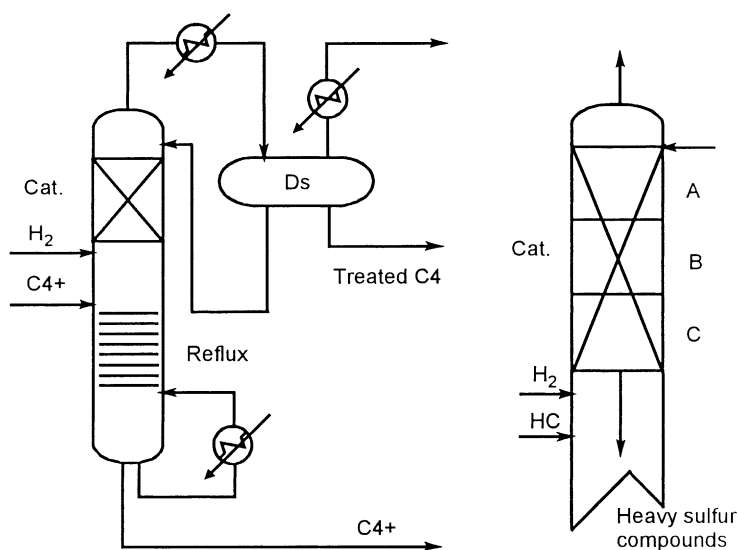 Cat.
H2
C4+
Ds
Treated C4
Reflux
C4+
Cat.
A
B
C
H2
HC
Heavy sulfur
compounds